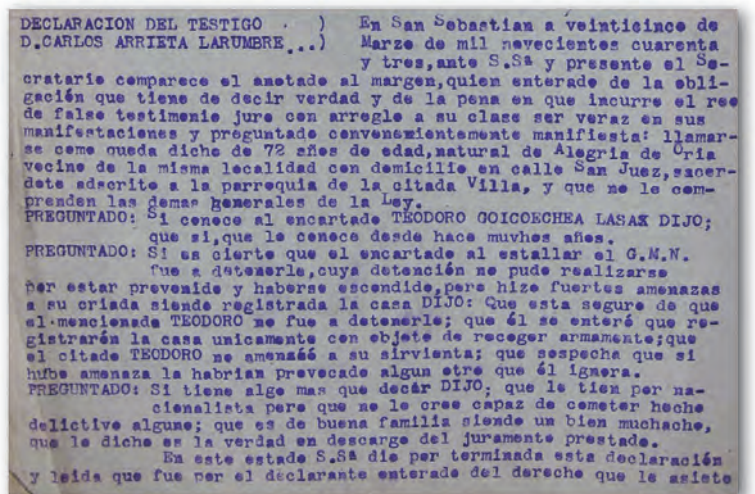 DECLARACION DEL TESTIGO . ) En San Sebastian a veinticinco de
D.CARLOS ARRIETA LARUMBRE...) Marzo de mil novecientos cuarenta
y tres,ante S.Sª y presente el Se-
cratario comparece el anotado al margen,quien enterado de la obli-
gación que tiene de decir verdad y de la pena en que incurre el reo
de falso testimonio juro con arreglo a su clase ser veraz en sus
manifestaciones y preguntado convenemientemente manifiesta: llamar-
se como queda dicho de 72 años de edad,natural de Alegria de Oria
vecino de la misma localidad con domicilio en calle San Juez,sacer-
dote adscrito a la parroquia de la citada Villa, y que no le com-
prenden las demas generales de la Ley.
PREGUNTADO: Si conoce al encartado TEODORO GOICOECHEA LASAK DIJO;
que si,que le conoce desde hace muvhos años.
PREGUNTADO: Si es cierto que el encartado al estallar el G.M.N.
fue a detenerle,cuya detención no pudo realizarse
por estar prevenido y haberse escondido,pero hizo fuertes amenazas
a su criada siendo registrada la casa DIJO: Que esta seguro de que
el mencionado TEODORO no fue a detenerle; que él se enteró que re-
gistrarón la casa unicamente con objeto de recoger armamento;que
el citado TEODORO no amenazó a su sirvienta; que sospecha que si
hubo amenaza la habrian provocado algun otro que él ignora.
PREGUNTADO: Si tiene algo mas que decir DIJO; que le tien por na-
cionalista pero que no le cree capaz de cometer hecho
delictivo alguno; que es de buena familia siendo un bien muchacho,
que lo dicho es la verdad en descargo del juramento prestado.
En este estado S.Sª dio por terminada esta declaración
y leida que fue por el declarante enterado del derecho que le asiste